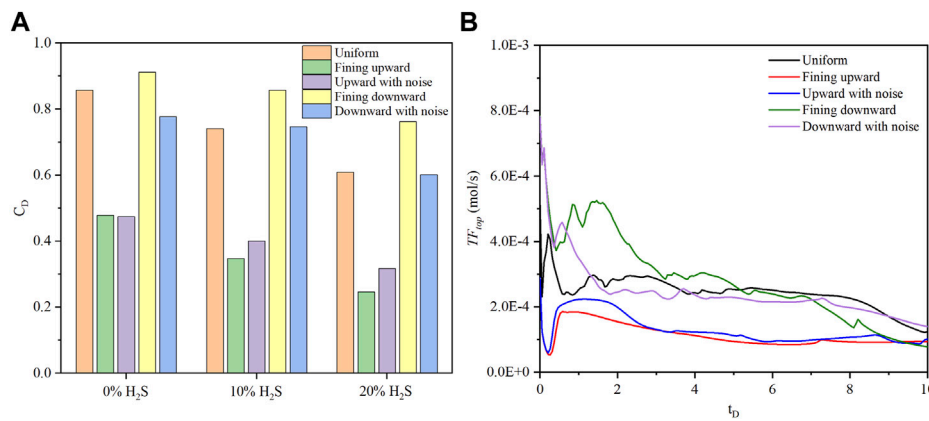 A
1.0
0.8
0.6
0.4
0.2
0.0
C_D
Uniform
Fining upward
Upward with noise
Fining downward
Downward with noise
0% H₂S
10% H₂S
20% H₂S
B
1.0E-3
8.0E-4
6.0E-4
4.0E-4
2.0E-4
0.0E+0
TF_top (mol/s)
Uniform
Fining upward
Upward with noise
Fining downward
Downward with noise
0
2
4
6
8
10
t_D